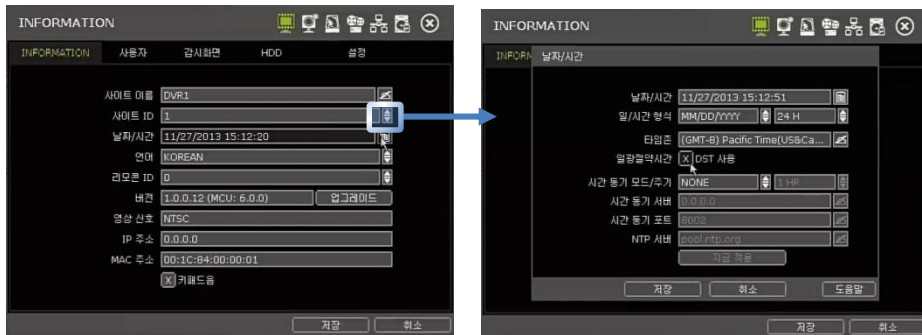 INFORMATION
INFORMATION 사용자 감시화면 HDD 설정
사이트 이름 DVR1
사이트 ID 1
날짜/시간 11/27/2013 15:12:20
언어 KOREAN
리모콘 ID 0
버전 1.0.0.12 (MCU: 6.0.0) 업그레이드
영상 신호 NTSC
IP 주소 0.0.0.0
MAC 주소 00:1C:84:00:00:01
X 키패드음
저장 취소
INFORMATION
INFORM
날짜/시간
날짜/시간 11/27/2013 15:12:51
일/시간 형식 MM/DD/YYYY 24 H
타임존 (GMT-8) Pacific Time(US&Ca...
일광절약시간 X DST 사용
시간 동기 모드/주기 NONE 1 HR
시간 동기 서버 0.0.0.0
시간 동기 포트 8002
NTP 서버 pool.ntp.org
지금 적용
저장 취소 도움말
저장 취소